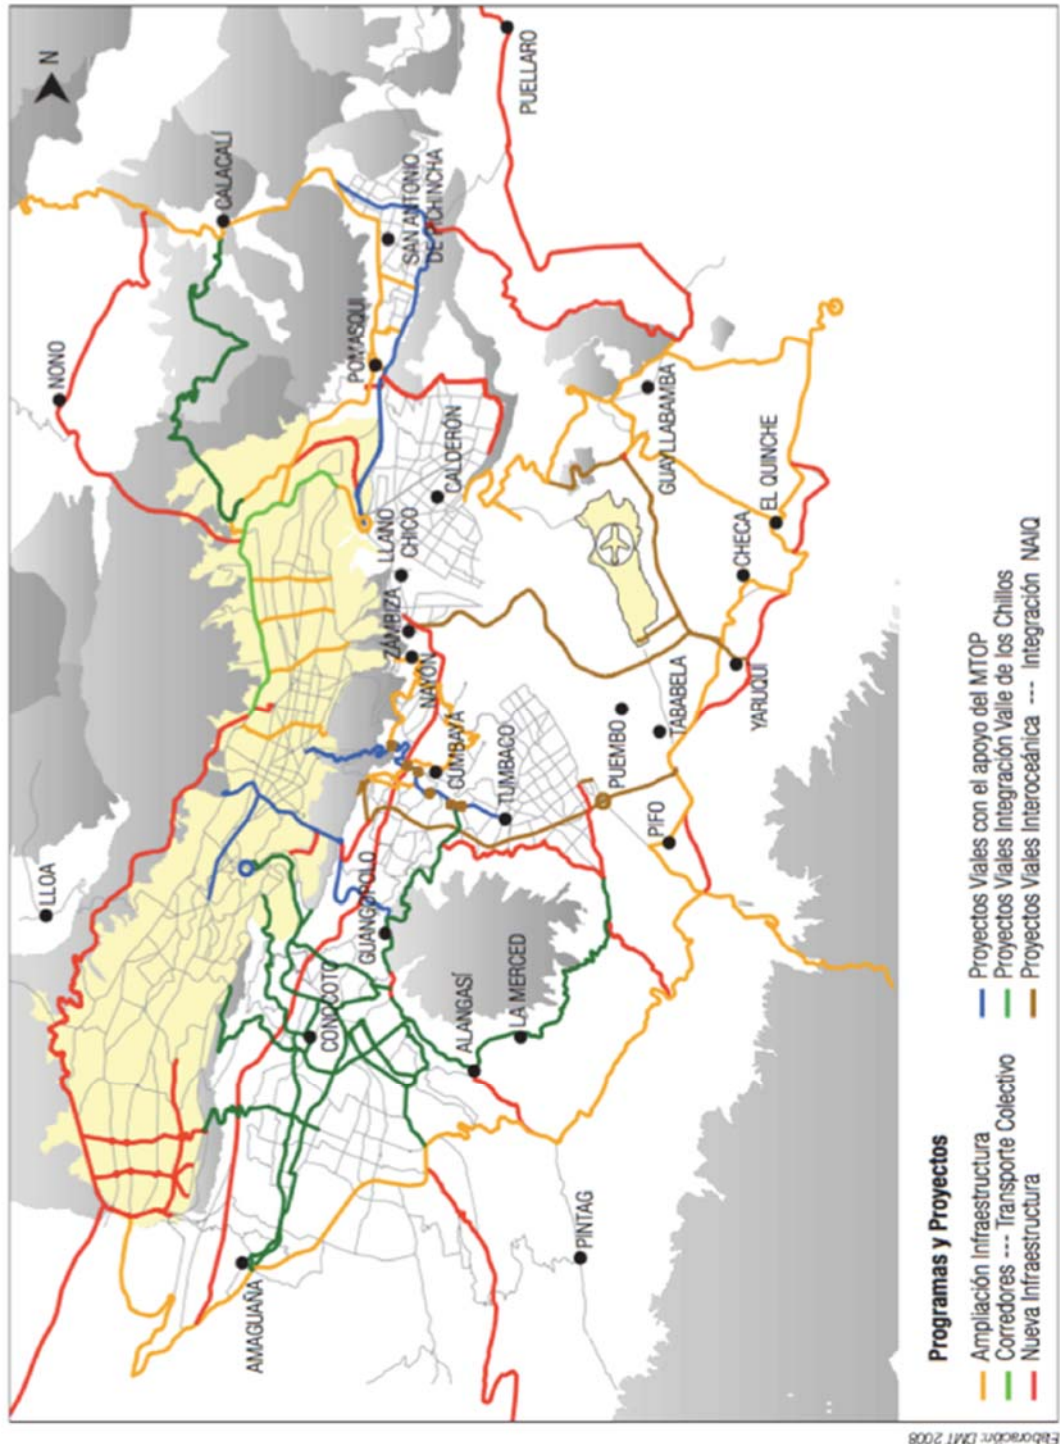 N
NONO
CALACALÍ
PUELLARO
SAN ANTONIO
DE PICHINCHA
POMASQUI
LLOA
CALDERÓN
LLANO
CHICO
ZÁMBIZA
NAYÓN
GUAYLLABAMBA
EL QUINCHE
CHECA
YARUQUÍ
TABABELA
PUEMBO
CUMBAYÁ
TUMBACO
PIFO
GUANGOPOLO
CONOCOTO
ALANGASÍ
LA MERCED
AMAGUAÑA
PINTAG
Programas y Proyectos
Ampliación Infraestructura
Corredores --- Transporte Colectivo
Nueva Infraestructura
Proyectos Viales con el apoyo del MTOP
Proyectos Viales Integración Valle de los Chillos
Proyectos Viales Interoceánica --- Integración NAIQ
Elaboración: DMT 2008